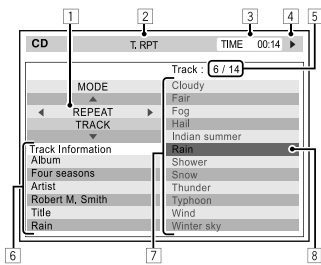 1 2 3 4 5
CD T. RPT TIME 00:14
Track : 6 / 14
MODE
REPEAT
TRACK
Track Information
Album
Four seasons
Artist
Robert M, Smith
Title
Rain
Cloudy
Fair
Fog
Hail
Indian summer
Rain
Shower
Snow
Thunder
Typhoon
Wind
Winter sky
6 7 8